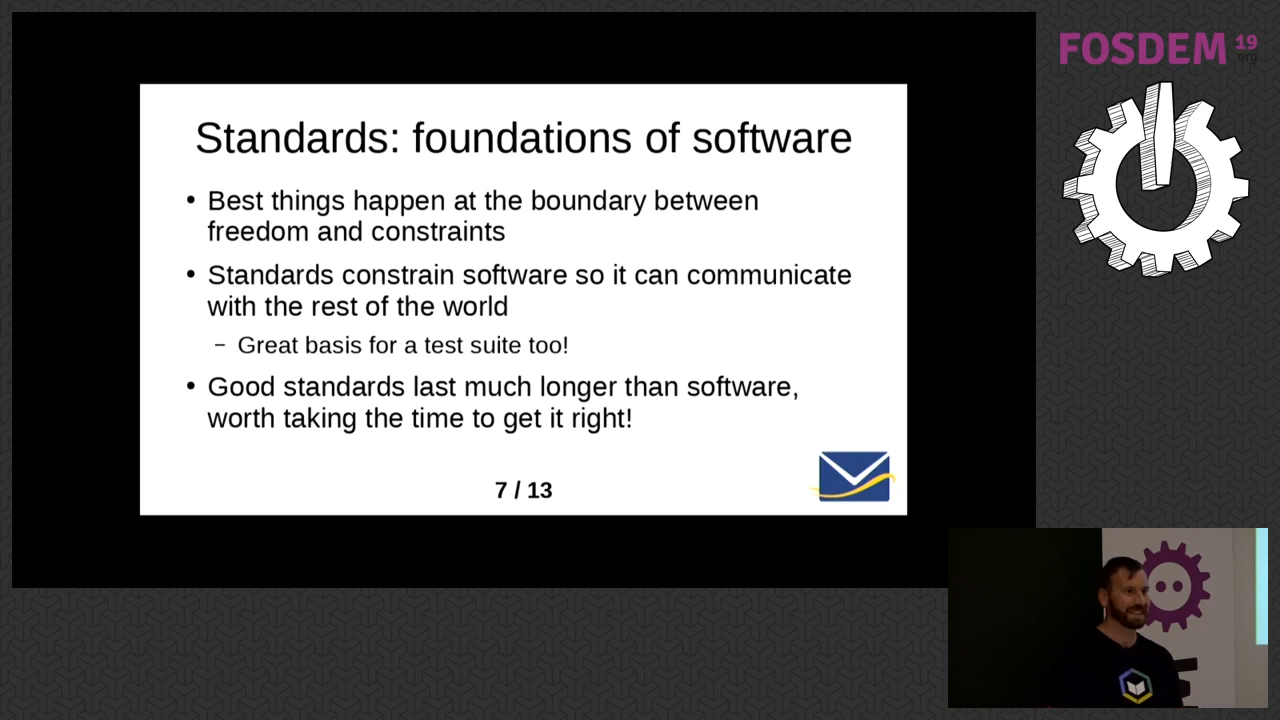 FOSDEM 19
.org
Standards: foundations of software
• Best things happen at the boundary between
freedom and constraints
• Standards constrain software so it can communicate
with the rest of the world
– Great basis for a test suite too!
• Good standards last much longer than software,
worth taking the time to get it right!
7 / 13